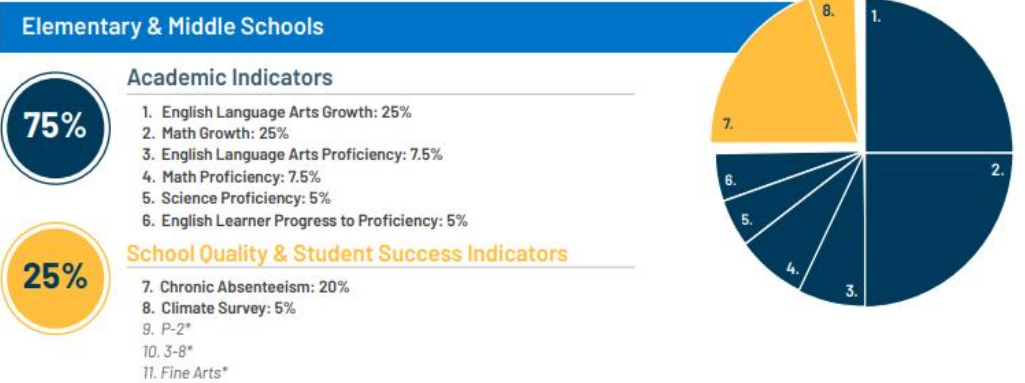 Elementary & Middle Schools
75%
Academic Indicators
1. English Language Arts Growth: 25%
2. Math Growth: 25%
3. English Language Arts Proficiency: 7.5%
4. Math Proficiency: 7.5%
5. Science Proficiency: 5%
6. English Learner Progress to Proficiency: 5%
25%
School Quality & Student Success Indicators
7. Chronic Absenteeism: 20%
8. Climate Survey: 5%
9. P-2*
10. 3-8*
11. Fine Arts*
8.
1.
7.
2.
6.
5.
4.
3.